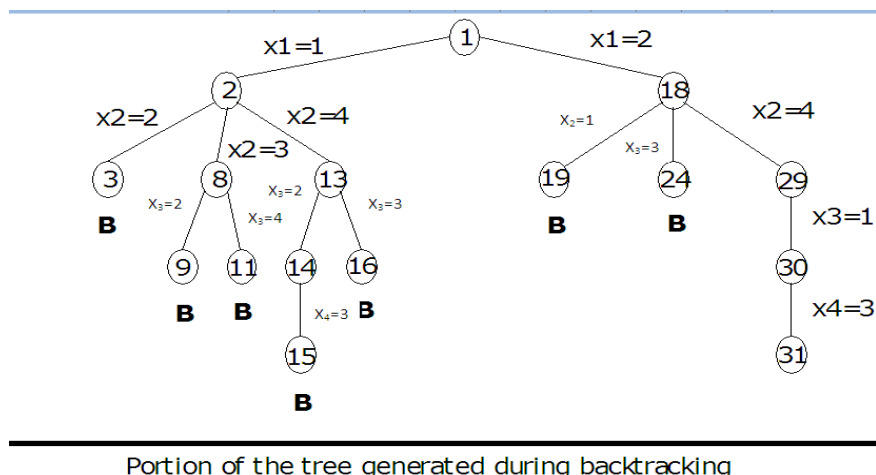 1
x1=1 x1=2
2 18
x2=2 x2=3 x2=4 X₂=1 X₃=3 x2=4
3 8 13 19 24 29
B X₃=2 X₃=4 X₃=2 X₃=3 B B x3=1
9 11 14 16 30
B B X₄=3 B x4=3
15 31
B
Portion of the tree generated during backtracking